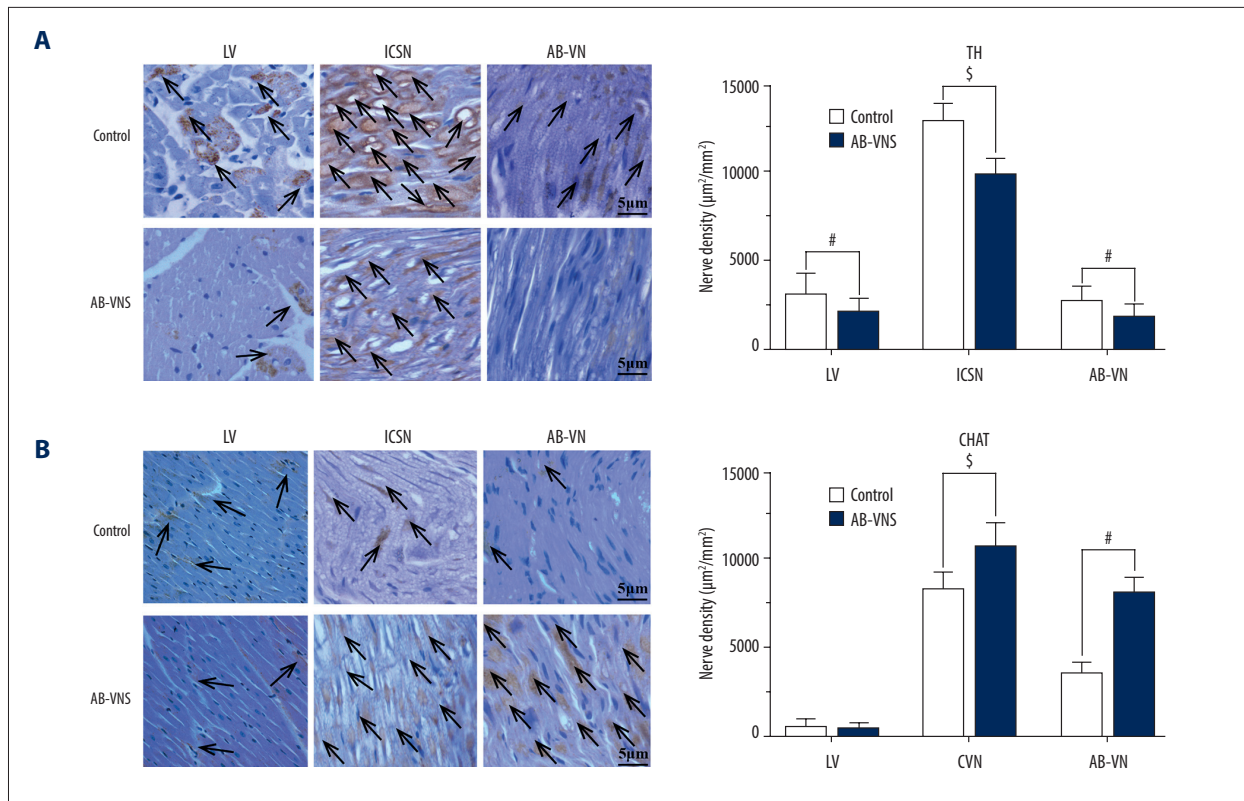 A
LV
ICSN
AB-VN
Control
AB-VNS
5µm
5µm
TH
$
15000
10000
5000
0
Nerve density (µm²/mm²)
Control
AB-VNS
#
#
LV
ICSN
AB-VN
B
LV
ICSN
AB-VN
Control
AB-VNS
5µm
5µm
CHAT
$
15000
10000
5000
0
Nerve density (µm²/mm²)
Control
AB-VNS
#
LV
CVN
AB-VN